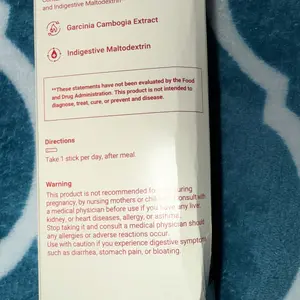 and Indigestive Maltodextrin*
Garcinia Cambogia Extract
Indigestive Maltodextrin
**These statements have not been evaluated by the Food
and Drug Administration. This product is not intended to
diagnose, treat, cure, or prevent and disease.
Directions
Take 1 stick per day, after meal.
Warning
This product is not recommended for use during
pregnancy, by nursing mothers or children. Consult with
a medical physician before use if you have any live,
kidney, or heart diseases, allergy, or asthma.
Stop taking it and consult a medical physician should
any allergies or adverse reactions occur.
Use with caution if you experience digestive symptom
such as diarrhea, stomach pain, or bloating.